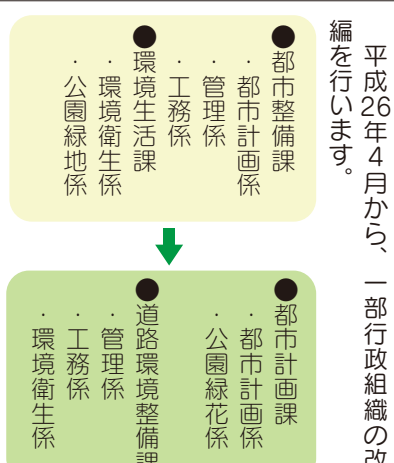 平成26年4月から、一部行政組織の改
編を行います。
●都市整備課
・都市計画係
・管理係
・工務係
●環境生活課
・環境衛生係
・公園緑地係
●都市計画課
・都市計画係
・公園緑花係
●道路環境整備課
・管理係
・工務係
・環境衛生係